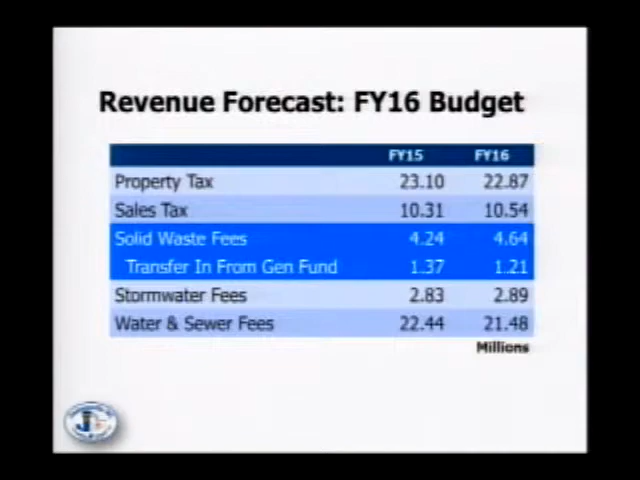 Revenue Forecast: FY16 Budget
FY15 FY16
Property Tax 23.10 22.87
Sales Tax 10.31 10.54
Solid Waste Fees 4.24 4.64
Transfer In From Gen Fund 1.37 1.21
Stormwater Fees 2.83 2.89
Water & Sewer Fees 22.44 21.48
Millions